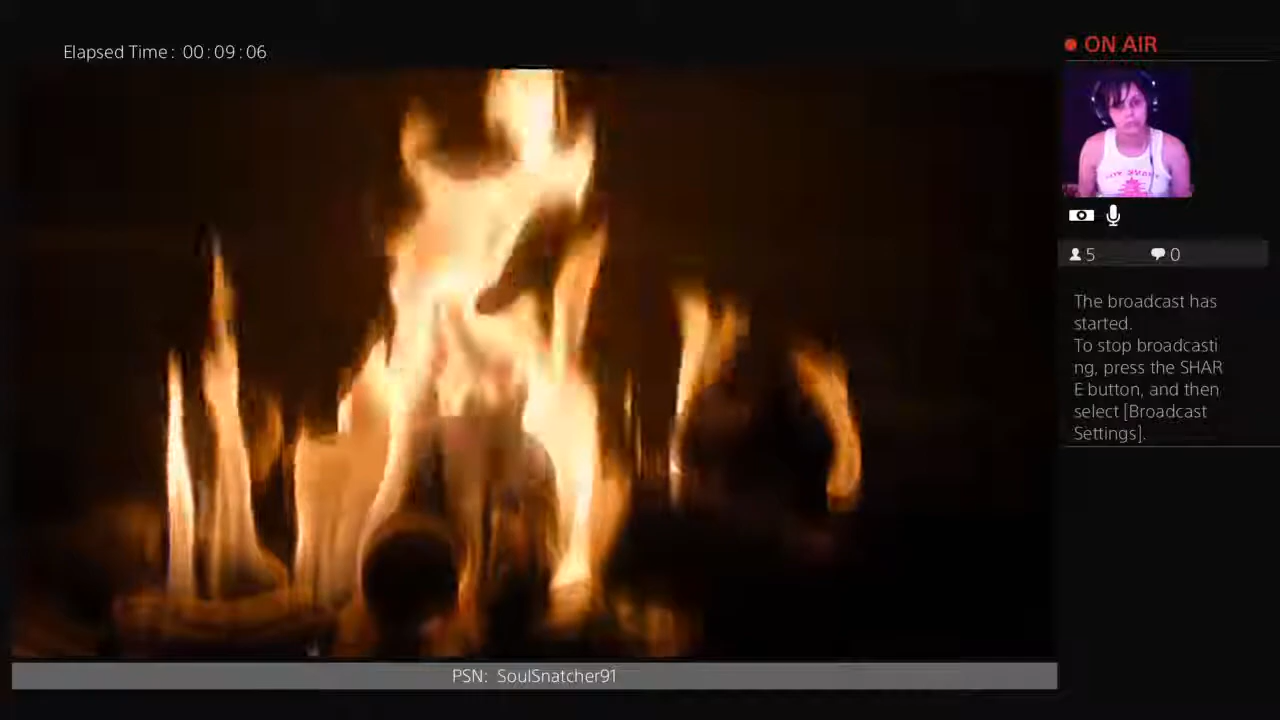 Elapsed Time: 00:09:06
ON AIR
5
0
The broadcast has
started.
To stop broadcasti
ng, press the SHAR
E button, and then
select [Broadcast
Settings].
PSN: SoulSnatcher91